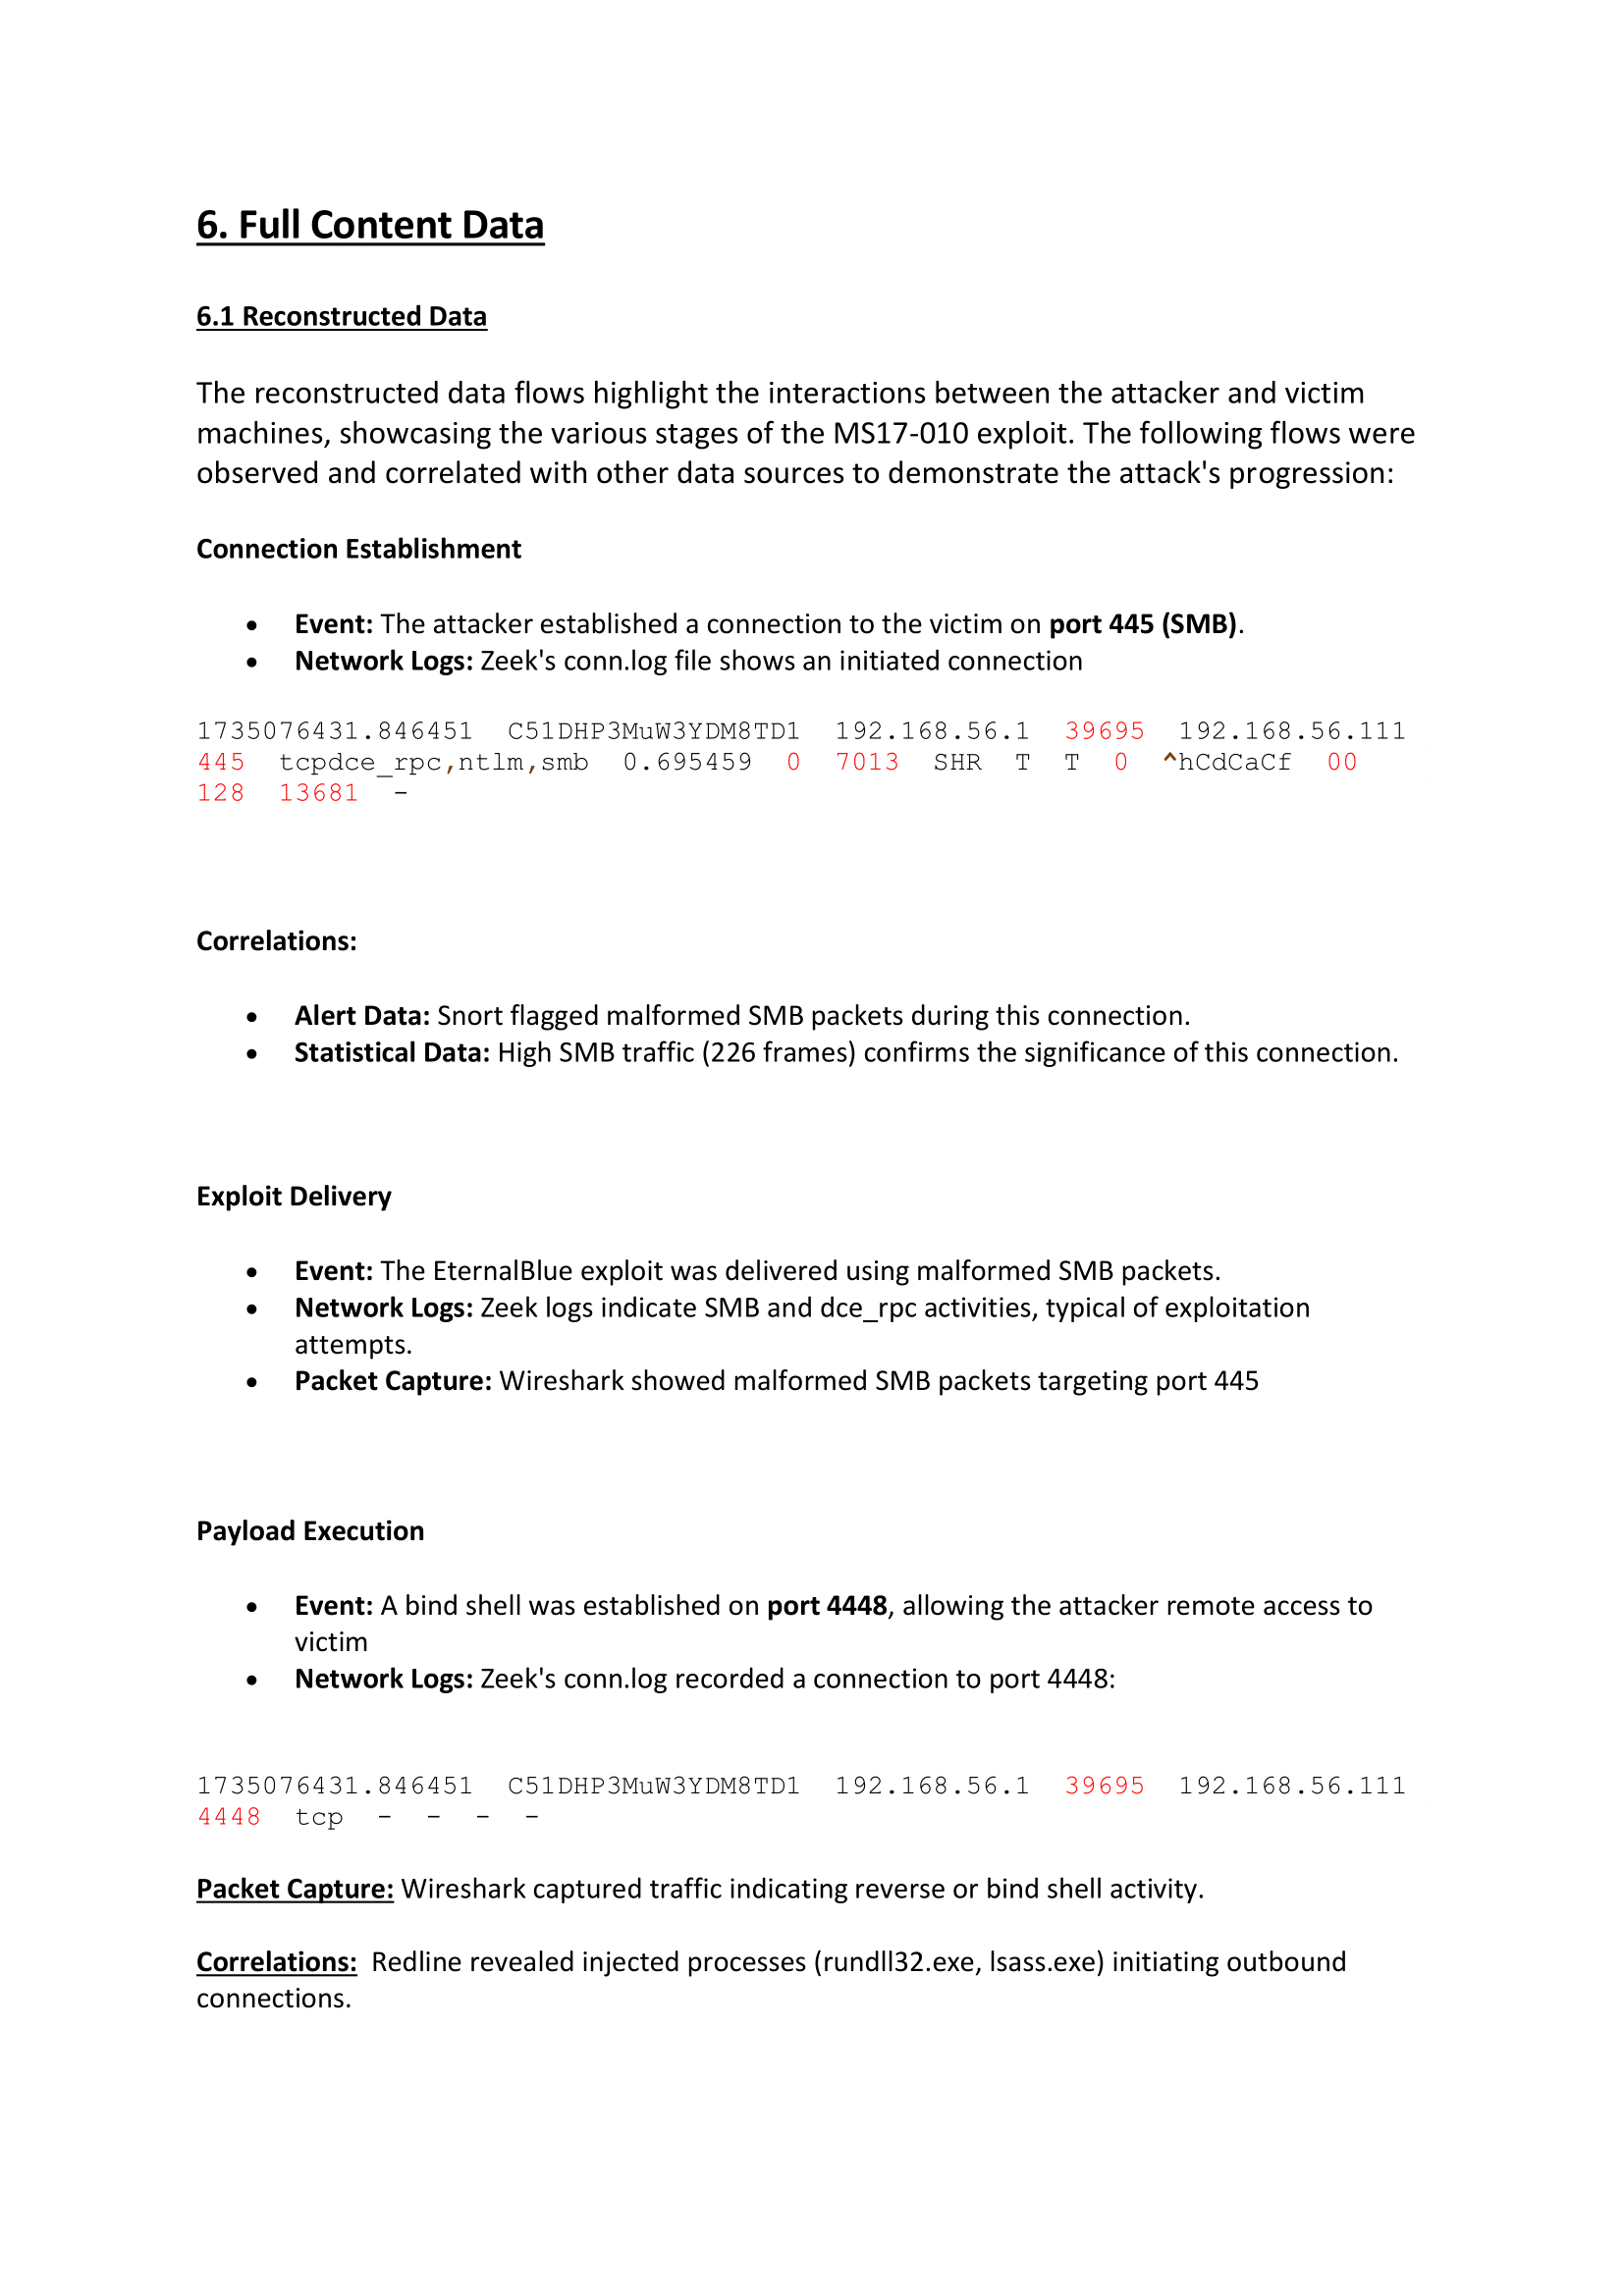 6. Full Content Data
6.1 Reconstructed Data
The reconstructed data flows highlight the interactions between the attacker and victim
machines, showcasing the various stages of the MS17-010 exploit. The following flows were
observed and correlated with other data sources to demonstrate the attack's progression:
Connection Establishment
• Event: The attacker established a connection to the victim on port 445 (SMB).
• Network Logs: Zeek's conn.log file shows an initiated connection
1735076431.846451 C51DHP3MuW3YDM8TD1 192.168.56.1 39695 192.168.56.111
445 tcpdce_rpc,ntlm,smb 0.695459 0 7013 SHR T T 0 ^hCdCaCf 00
128 13681 -
Correlations:
• Alert Data: Snort flagged malformed SMB packets during this connection.
• Statistical Data: High SMB traffic (226 frames) confirms the significance of this connection.
Exploit Delivery
• Event: The EternalBlue exploit was delivered using malformed SMB packets.
• Network Logs: Zeek logs indicate SMB and dce_rpc activities, typical of exploitation
attempts.
• Packet Capture: Wireshark showed malformed SMB packets targeting port 445
Payload Execution
• Event: A bind shell was established on port 4448, allowing the attacker remote access to
victim
• Network Logs: Zeek's conn.log recorded a connection to port 4448:
1735076431.846451 C51DHP3MuW3YDM8TD1 192.168.56.1 39695 192.168.56.111
4448 tcp - - - -
Packet Capture: Wireshark captured traffic indicating reverse or bind shell activity.
Correlations: Redline revealed injected processes (rundll32.exe, lsass.exe) initiating outbound
connections.